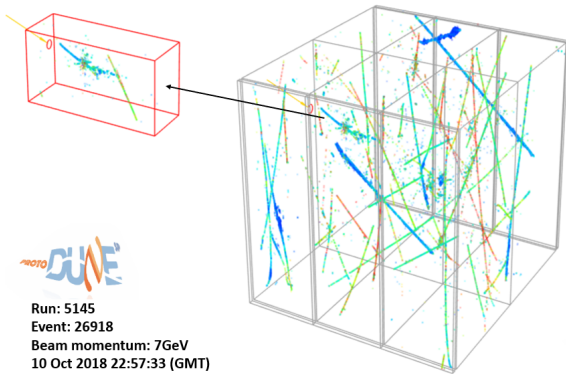 0
0
PROTO
DUNE
Run: 5145
Event: 26918
Beam momentum: 7GeV
10 Oct 2018 22:57:33 (GMT)